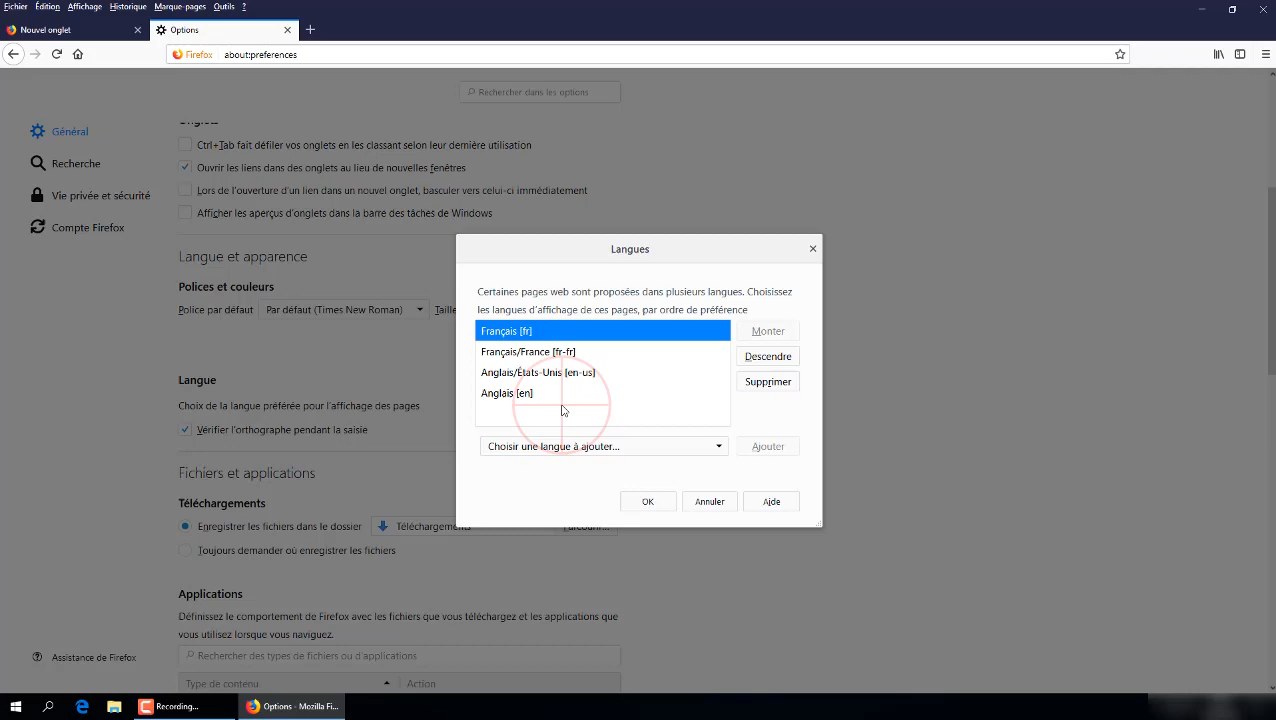 Fichier Édition Affichage Historique Marque-pages Outils ?
Nouvel onglet
Options
Firefox about:preferences
Rechercher dans les options
Onglets
Général
Ctrl+Tab fait défiler vos onglets en les classant selon leur dernière utilisation
Recherche
Ouvrir les liens dans des onglets au lieu de nouvelles fenêtres
Vie privée et sécurité
Lors de l'ouverture d'un lien dans un nouvel onglet, basculer vers celui-ci immédiatement
Compte Firefox
Afficher les aperçus d'onglets dans la barre des tâches de Windows
Langue et apparence
Polices et couleurs
Police par défaut Par défaut (Times New Roman) Taille
Langue
Choix de la langue préférée pour l'affichage des pages
Vérifier l'orthographe pendant la saisie
Fichiers et applications
Téléchargements
Enregistrer les fichiers dans le dossier Téléchargements Parcourir...
Toujours demander où enregistrer les fichiers
Applications
Définissez le comportement de Firefox avec les fichiers que vous téléchargez et les applications que
vous utilisez lorsque vous naviguez.
Rechercher des types de fichiers ou d'applications
Type de contenu Action
Assistance de Firefox
Langues
Certaines pages web sont proposées dans plusieurs langues. Choisissez
les langues d'affichage de ces pages, par ordre de préférence
Français [fr]
Français/France [fr-fr]
Anglais/États-Unis [en-us]
Anglais [en]
Monter
Descendre
Supprimer
Choisir une langue à ajouter...
Ajouter
OK Annuler Aide
Recording...
Options - Mozilla Fi...